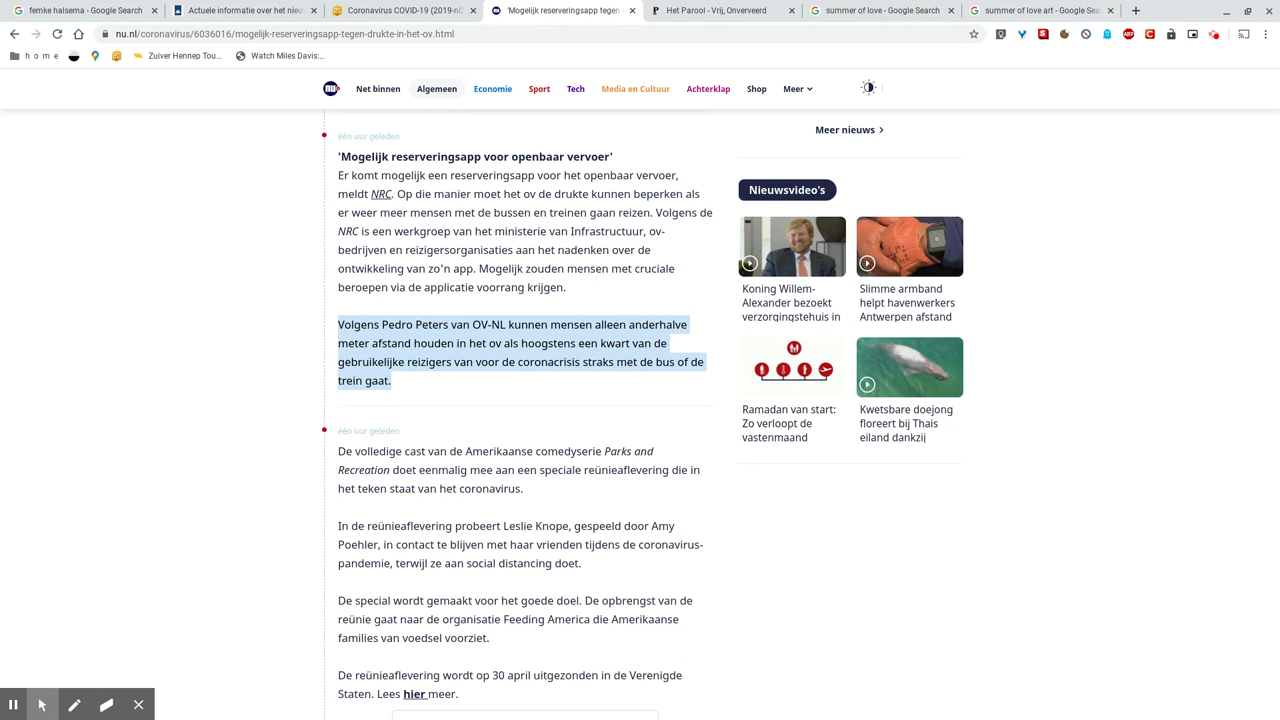 femke halsema - Google Search
Actuele informatie over het nieuw
Coronavirus COVID-19 (2019-nC
'Mogelijk reserveringsapp tegen
Het Parool - Vrij, Onverveerd
summer of love - Google Search
summer of love art - Google Sea
nu.nl/coronavirus/6036016/mogelijk-reserveringsapp-tegen-drukte-in-het-ov.html
h o m e
Zuiver Hennep Tou...
Watch Miles Davis:...
Net binnen
Algemeen
Economie
Sport
Tech
Media en Cultuur
Achterklap
Shop
Meer
één uur geleden
'Mogelijk reserveringsapp voor openbaar vervoer'
Er komt mogelijk een reserveringsapp voor het openbaar vervoer,
meldt NRC. Op die manier moet het ov de drukte kunnen beperken als
er weer meer mensen met de bussen en treinen gaan reizen. Volgens de
NRC is een werkgroep van het ministerie van Infrastructuur, ov-
bedrijven en reizigersorganisaties aan het nadenken over de
ontwikkeling van zo'n app. Mogelijk zouden mensen met cruciale
beroepen via de applicatie voorrang krijgen.
Volgens Pedro Peters van OV-NL kunnen mensen alleen anderhalve
meter afstand houden in het ov als hoogstens een kwart van de
gebruikelijke reizigers van voor de coronacrisis straks met de bus of de
trein gaat.
één uur geleden
De volledige cast van de Amerikaanse comedyserie Parks and
Recreation doet eenmalig mee aan een speciale reünieaflevering die in
het teken staat van het coronavirus.
In de reünieaflevering probeert Leslie Knope, gespeeld door Amy
Poehler, in contact te blijven met haar vrienden tijdens de coronavirus-
pandemie, terwijl ze aan social distancing doet.
De special wordt gemaakt voor het goede doel. De opbrengst van de
reünie gaat naar de organisatie Feeding America die Amerikaanse
families van voedsel voorziet.
De reünieaflevering wordt op 30 april uitgezonden in de Verenigde
Staten. Lees hier meer.
Meer nieuws
Nieuwsvideo's
Koning Willem-
Alexander bezoekt
verzorgingstehuis in
Slimme armband
helpt havenwerkers
Antwerpen afstand
Ramadan van start:
Zo verloopt de
vastenmaand
Kwetsbare doejong
floreert bij Thais
eiland dankzij